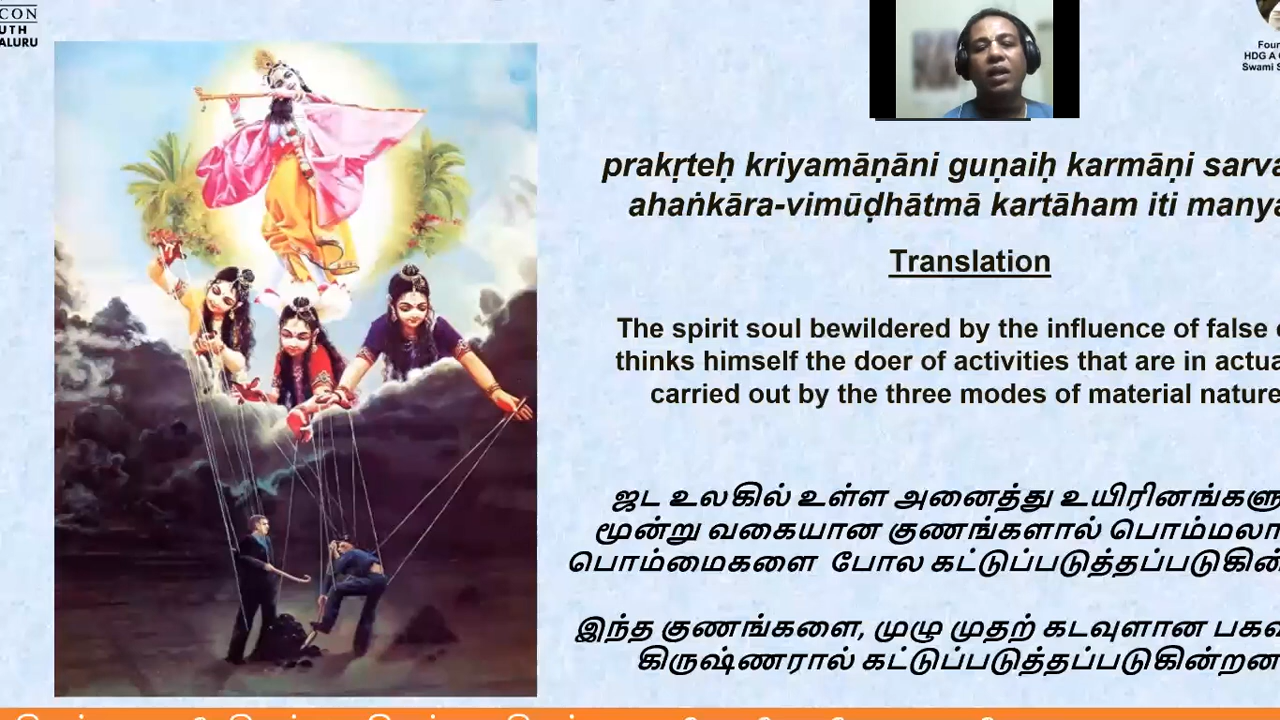 CON
UTH
ALURU
Foun
HDG A C
Swami S
prakṛteḥ kriyamāṇāni guṇaiḥ karmāṇi sarva
ahaṅkāra-vimūḍhātmā kartāham iti manya
Translation
The spirit soul bewildered by the influence of false
thinks himself the doer of activities that are in actua
carried out by the three modes of material nature
ஜட உலகில் உள்ள அனைத்து உயிரினங்களு
மூன்று வகையான குணங்களால் பொம்மலா
பொம்மைகளை போல கட்டுப்படுத்தப்படுகின்
இந்த குணங்களை, முழு முதற் கடவுளான பகவ
கிருஷ்ணரால் கட்டுப்படுத்தப்படுகின்றன